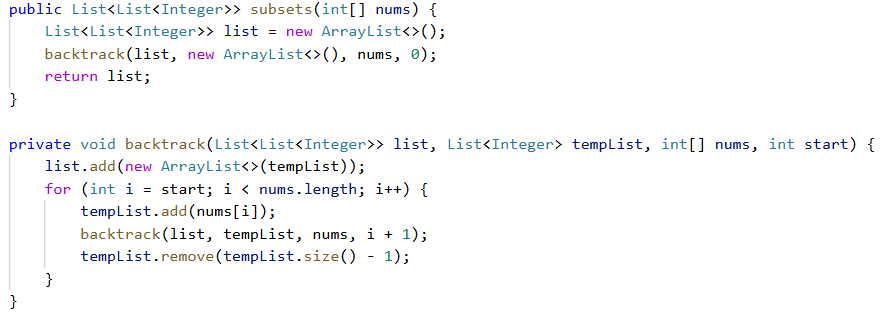 public List<List<Integer>> subsets(int[] nums) {
    List<List<Integer>> list = new ArrayList<>();
    backtrack(list, new ArrayList<>(), nums, 0);
    return list;
}

private void backtrack(List<List<Integer>> list, List<Integer> tempList, int[] nums, int start) {
    list.add(new ArrayList<>(tempList));
    for (int i = start; i < nums.length; i++) {
        tempList.add(nums[i]);
        backtrack(list, tempList, nums, i + 1);
        tempList.remove(tempList.size() - 1);
    }
}